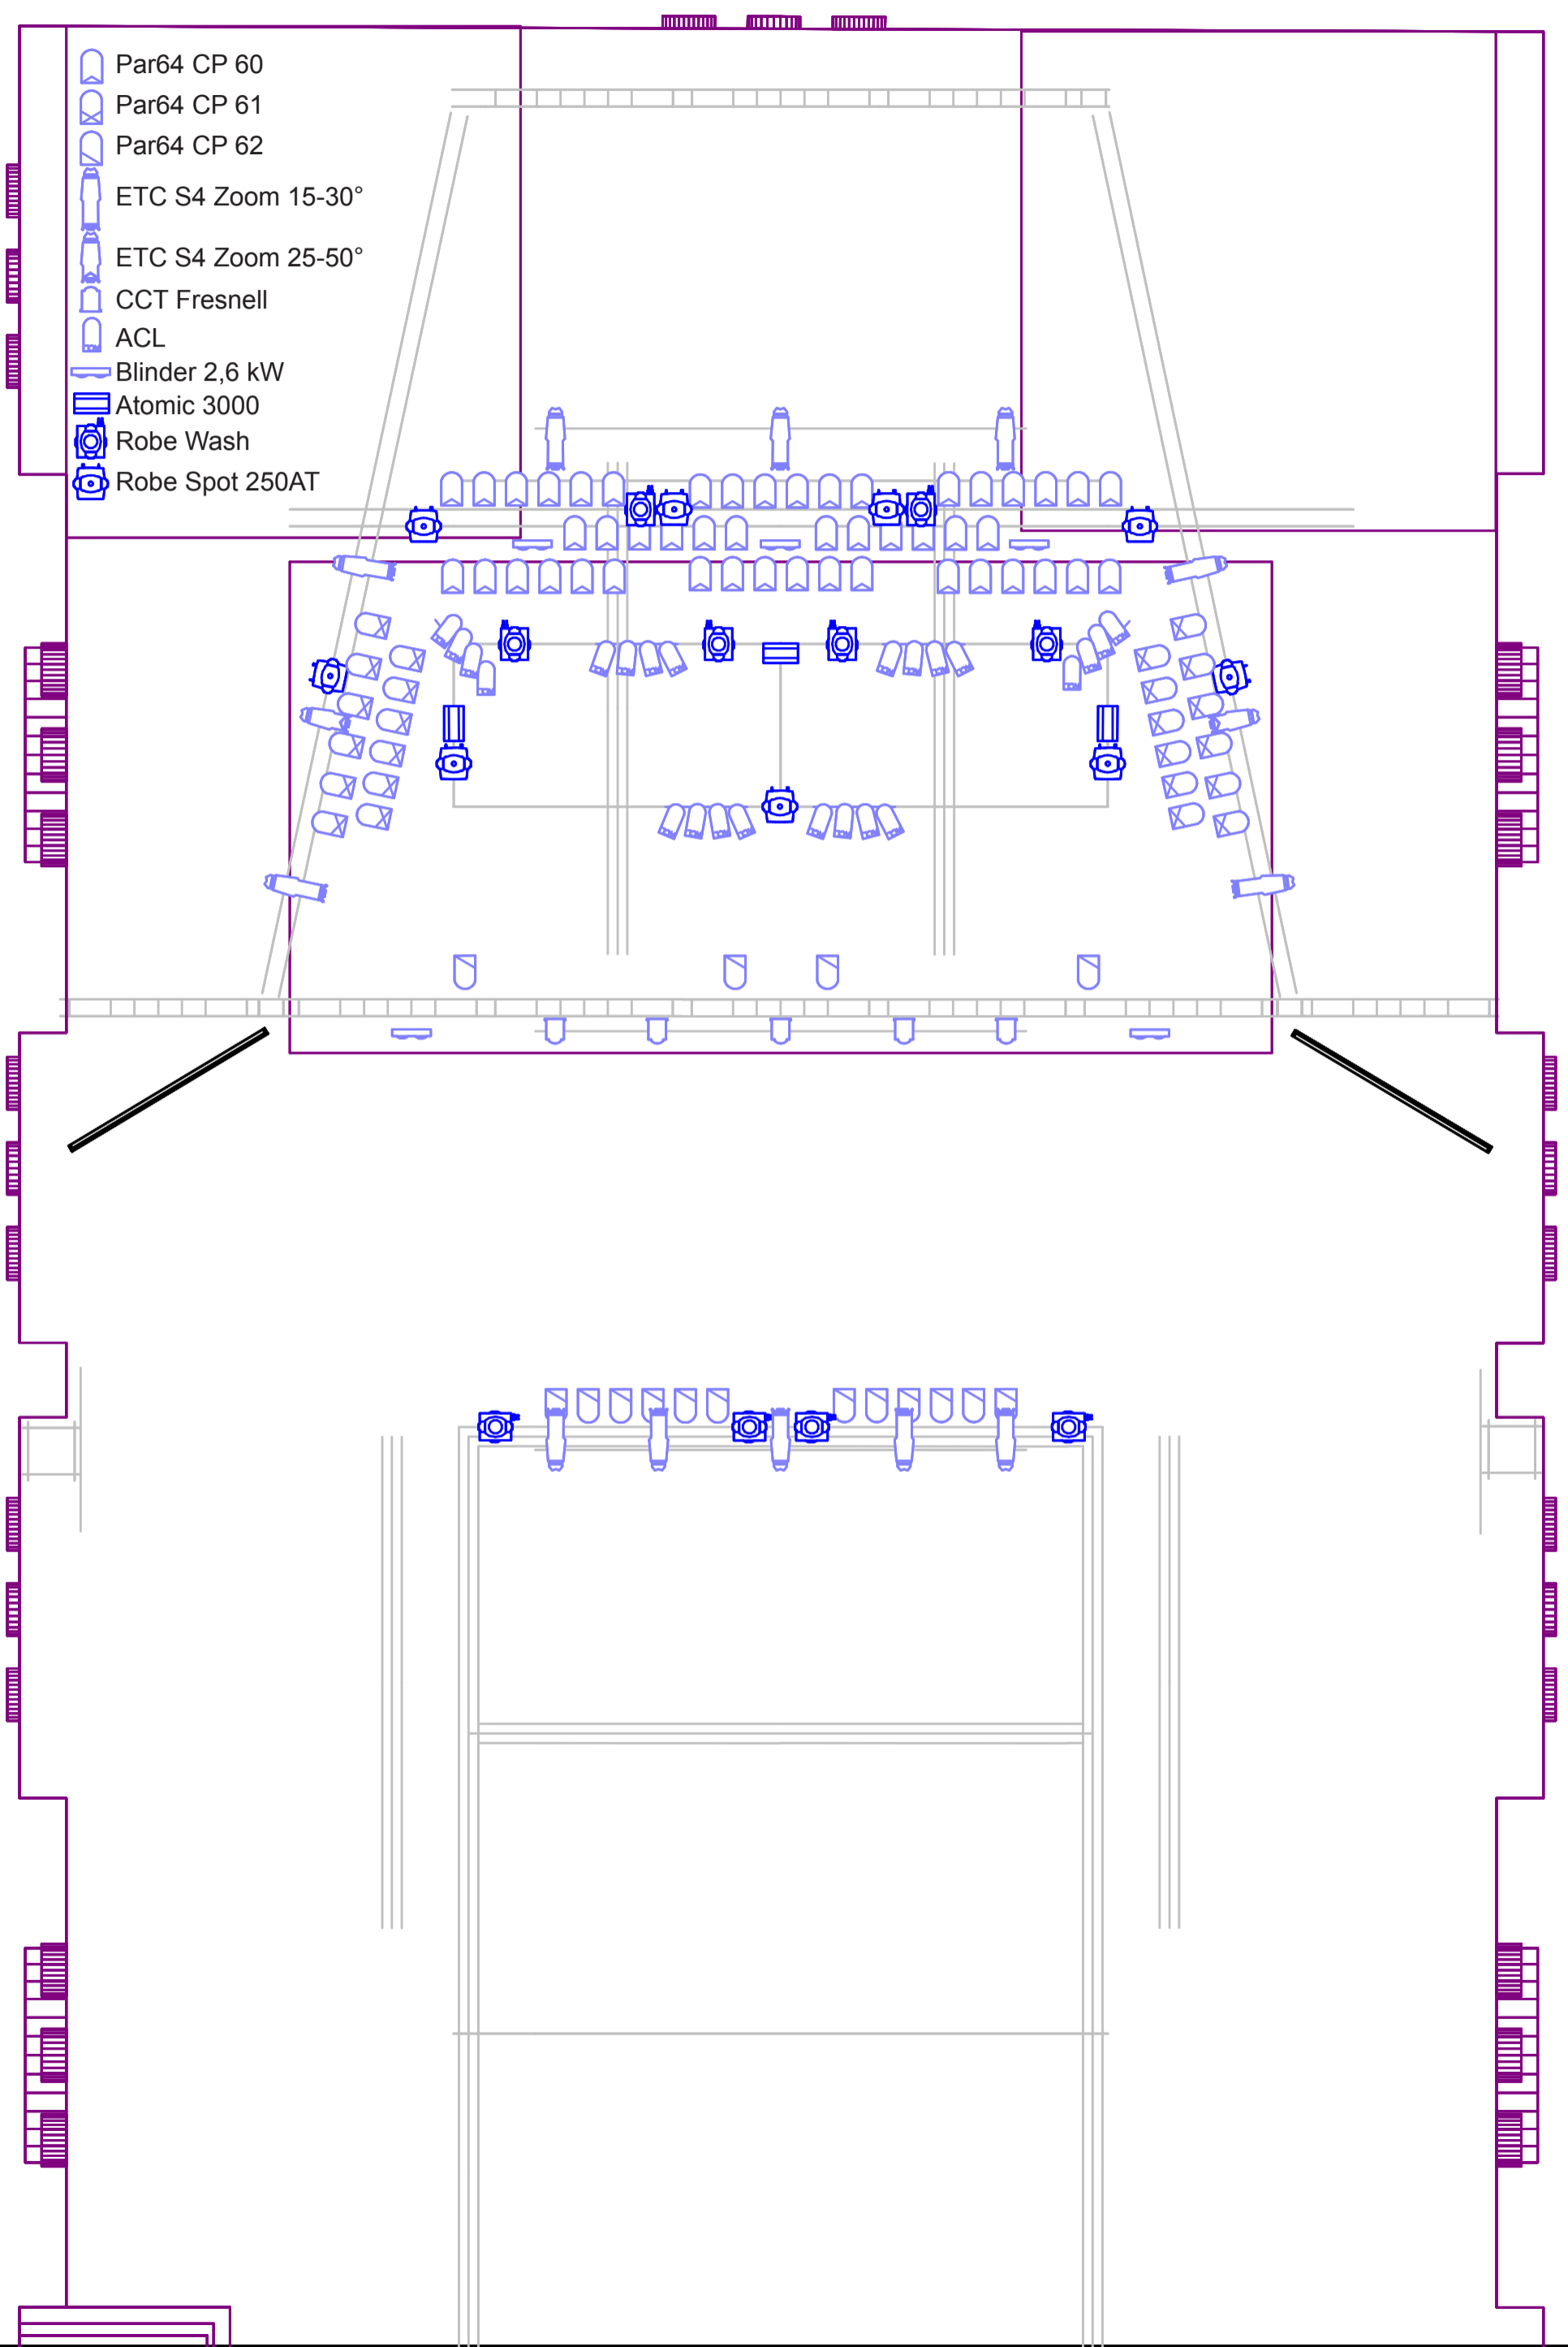 Par64 CP 60
Par64 CP 61
Par64 CP 62
ETC S4 Zoom 15-30°
ETC S4 Zoom 25-50°
CCT Fresnell
ACL
Blinder 2,6 kW
Atomic 3000
Robe Wash
Robe Spot 250AT